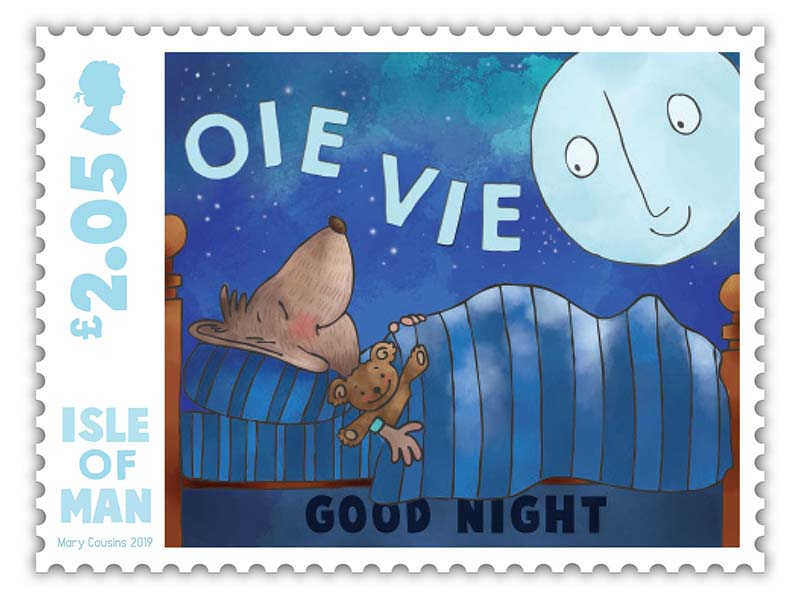 £2.05
ISLE
OF
MAN
Mary Cousins 2019
OIE VIE
GOOD NIGHT